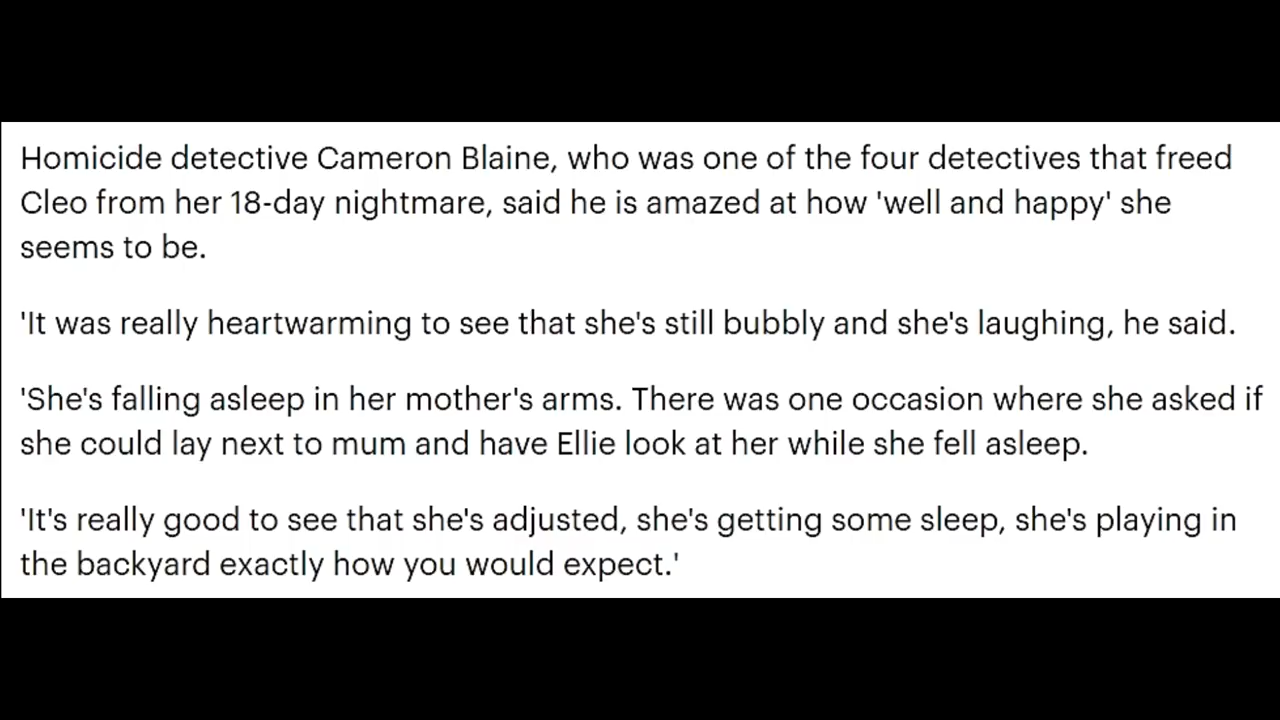 Homicide detective Cameron Blaine, who was one of the four detectives that freed
Cleo from her 18-day nightmare, said he is amazed at how 'well and happy' she
seems to be.
'It was really heartwarming to see that she's still bubbly and she's laughing, he said.
'She's falling asleep in her mother's arms. There was one occasion where she asked if
she could lay next to mum and have Ellie look at her while she fell asleep.
'It's really good to see that she's adjusted, she's getting some sleep, she's playing in
the backyard exactly how you would expect.'